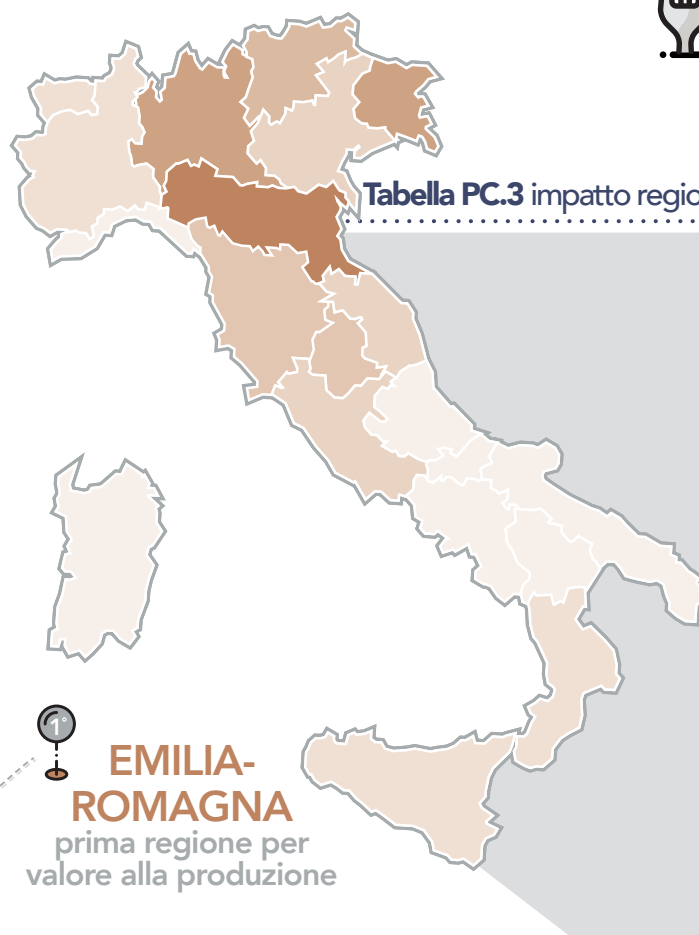 Tabella PC.3 impatto regio
1°
EMILIA-
ROMAGNA
prima regione per
valore alla produzione